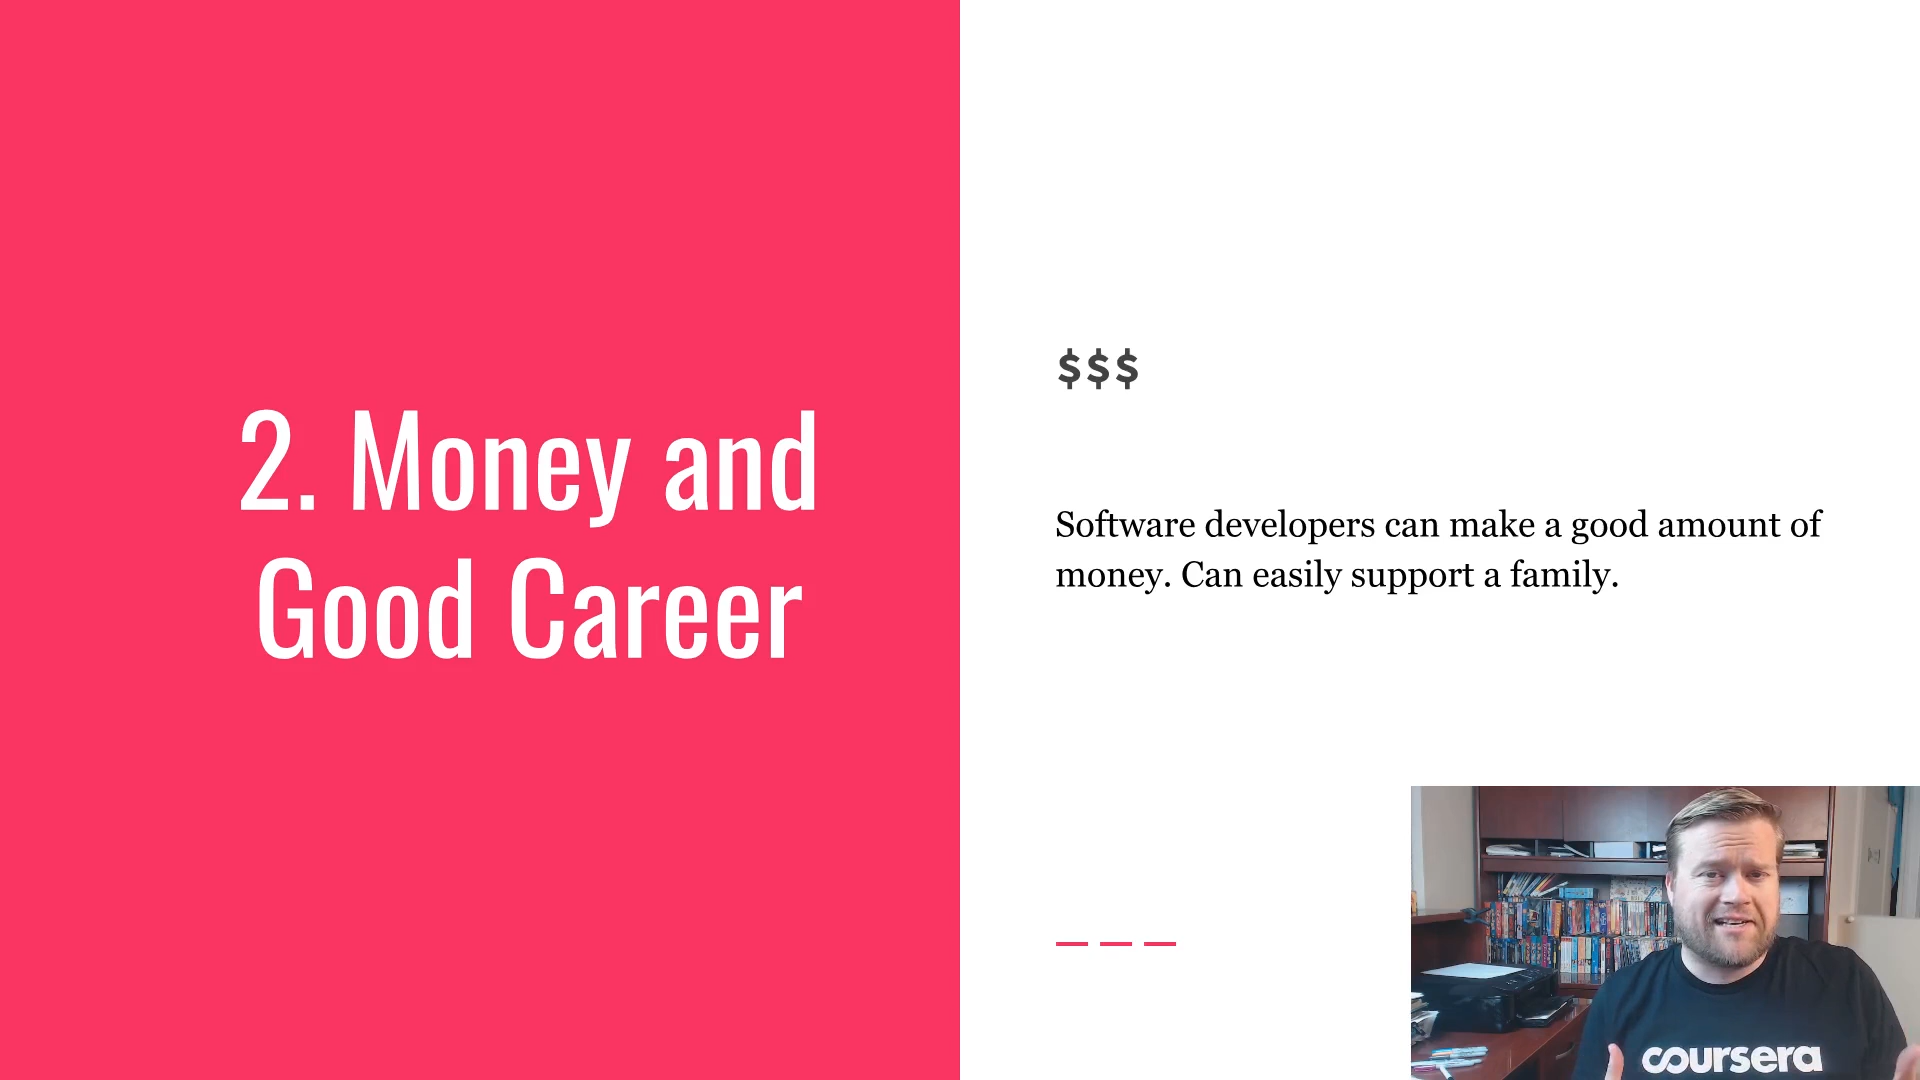 2. Money and
Good Career
$$$
Software developers can make a good amount of
money. Can easily support a family.
coursera